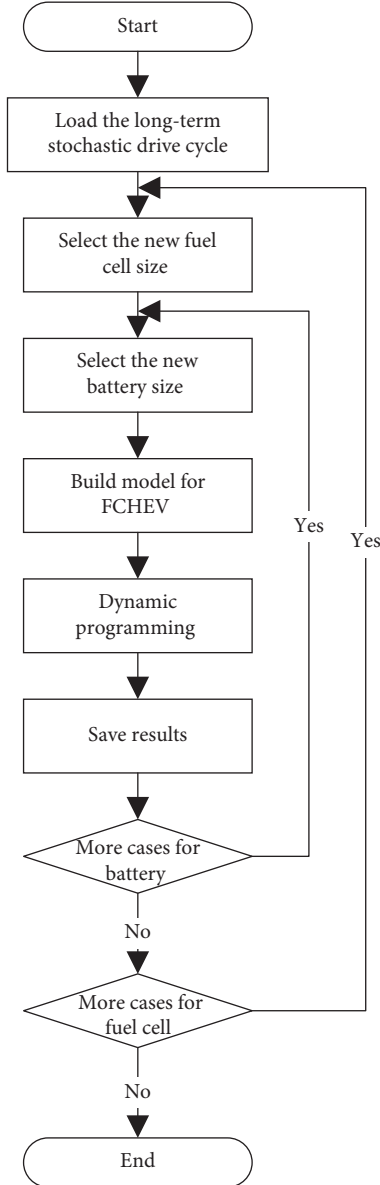 Start
Load the long-term
stochastic drive cycle
Select the new fuel
cell size
Select the new
battery size
Build model for
FCHEV
Yes
Yes
Dynamic
programming
Save results
More cases for
battery
No
More cases for
fuel cell
No
End